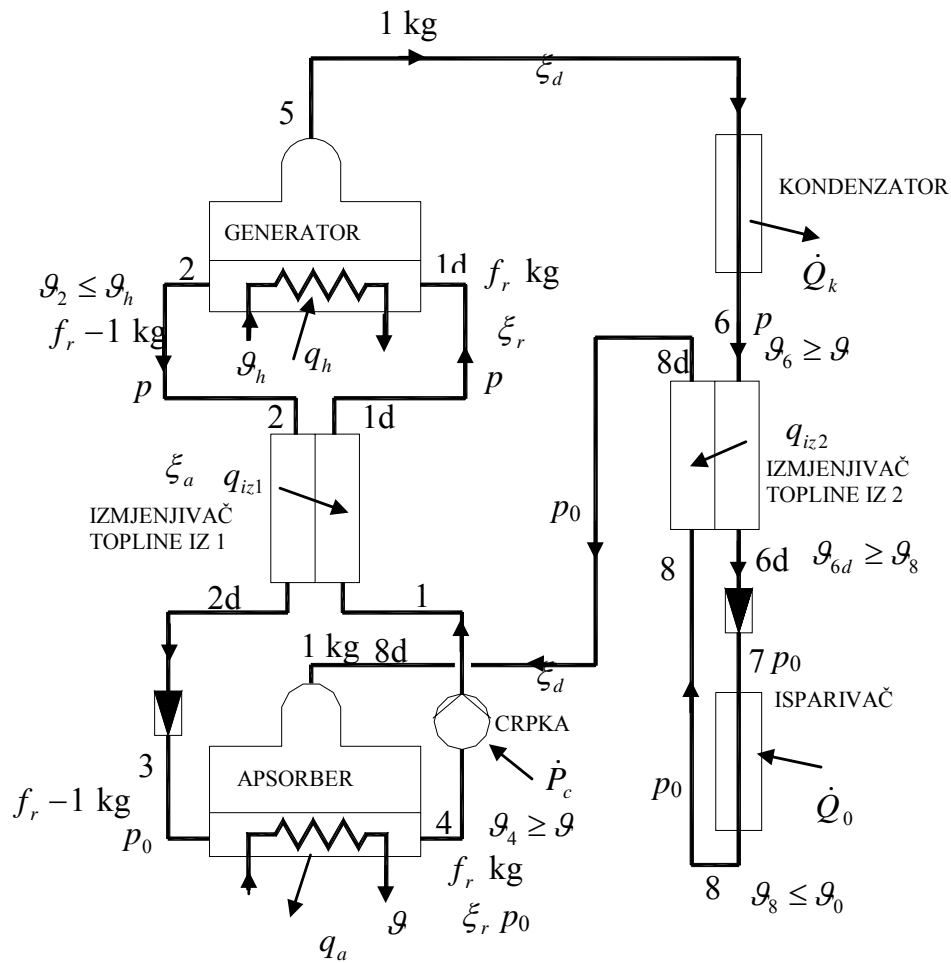 1 kg
ξ_d
5
KONDENZATOR
GENERATOR
Q̇_k
2
1d
f_r kg
ϑ_2 ≤ ϑ_h
f_r − 1 kg
ξ_r
6
p
ϑ_6 ≥ ϑ
8d
ϑ_h
q_h
p
p
2
1d
q_iz2
IZMJENJIVAČ
TOPLINE IZ 2
ξ_a
q_iz1
IZMJENJIVAČ
TOPLINE IZ 1
p_0
8
6d
ϑ_6d ≥ ϑ_8
2d
1
1 kg
8d
ξ_d
7 p_0
ISPARIVAČ
CRPKA
3
APSORBER
Ṗ_c
p_0
Q̇_0
f_r − 1 kg
p_0
4
ϑ_4 ≥ ϑ
f_r kg
8
ϑ_8 ≤ ϑ_0
ϑ
ξ_r p_0
q_a